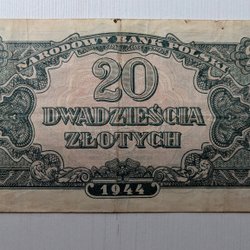 NARODOWY BANK POLSKI
20
DWADZIEŚCIA
ZŁOTYCH
1944